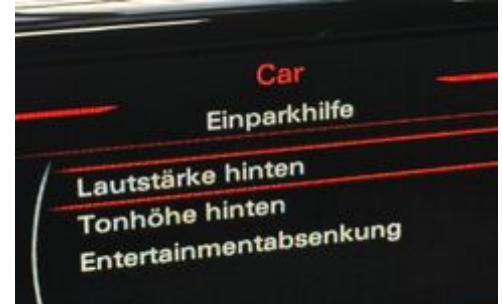 Car
Einparkhilfe
Lautstärke hinten
Tonhöhe hinten
Entertainmentabsenkung